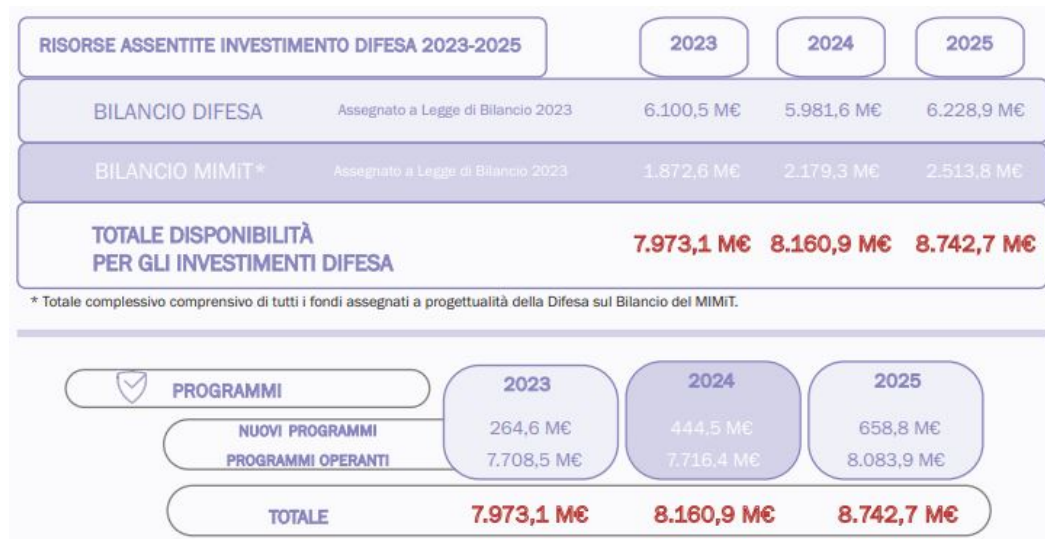 RISORSE ASSENTITE INVESTIMENTO DIFESA 2023-2025 2023 2024 2025
BILANCIO DIFESA Assegnato a Legge di Bilancio 2023 6.100,5 M€ 5.981,6 M€ 6.228,9 M€
BILANCIO MIMiT* Assegnato a Legge di Bilancio 2023 1.872,6 M€ 2.179,3 M€ 2.513,8 M€
TOTALE DISPONIBILITÀ
PER GLI INVESTIMENTI DIFESA 7.973,1 M€ 8.160,9 M€ 8.742,7 M€
* Totale complessivo comprensivo di tutti i fondi assegnati a progettualità della Difesa sul Bilancio del MIMiT.
PROGRAMMI 2023 2024 2025
NUOVI PROGRAMMI 264,6 M€ 444,5 M€ 658,8 M€
PROGRAMMI OPERANTI 7.708,5 M€ 7.716,4 M€ 8.083,9 M€
TOTALE 7.973,1 M€ 8.160,9 M€ 8.742,7 M€